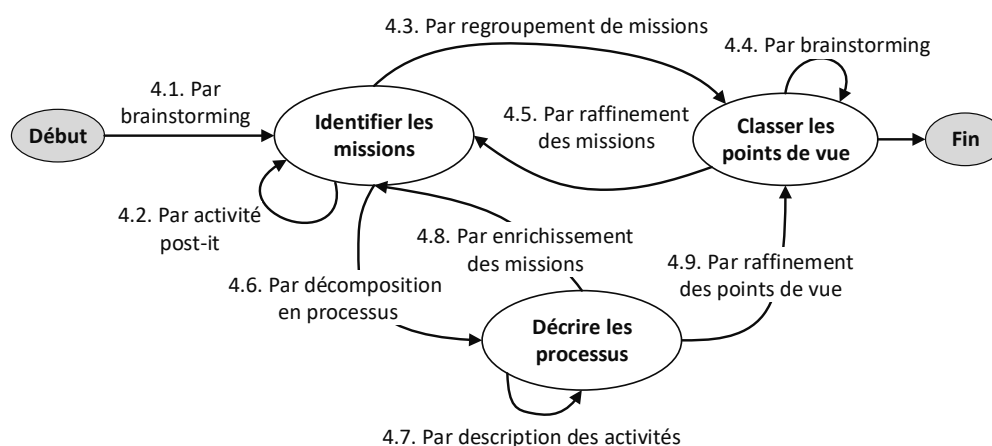 4.3. Par regroupement de missions
4.4. Par brainstorming
4.1. Par
brainstorming
Début
Identifier les
missions
4.5. Par raffinement
des missions
Classer les
points de vue
Fin
4.2. Par activité
post-it
4.8. Par enrichissement
des missions
4.9. Par raffinement
des points de vue
4.6. Par décomposition
en processus
Décrire les
processus
4.7. Par description des activités